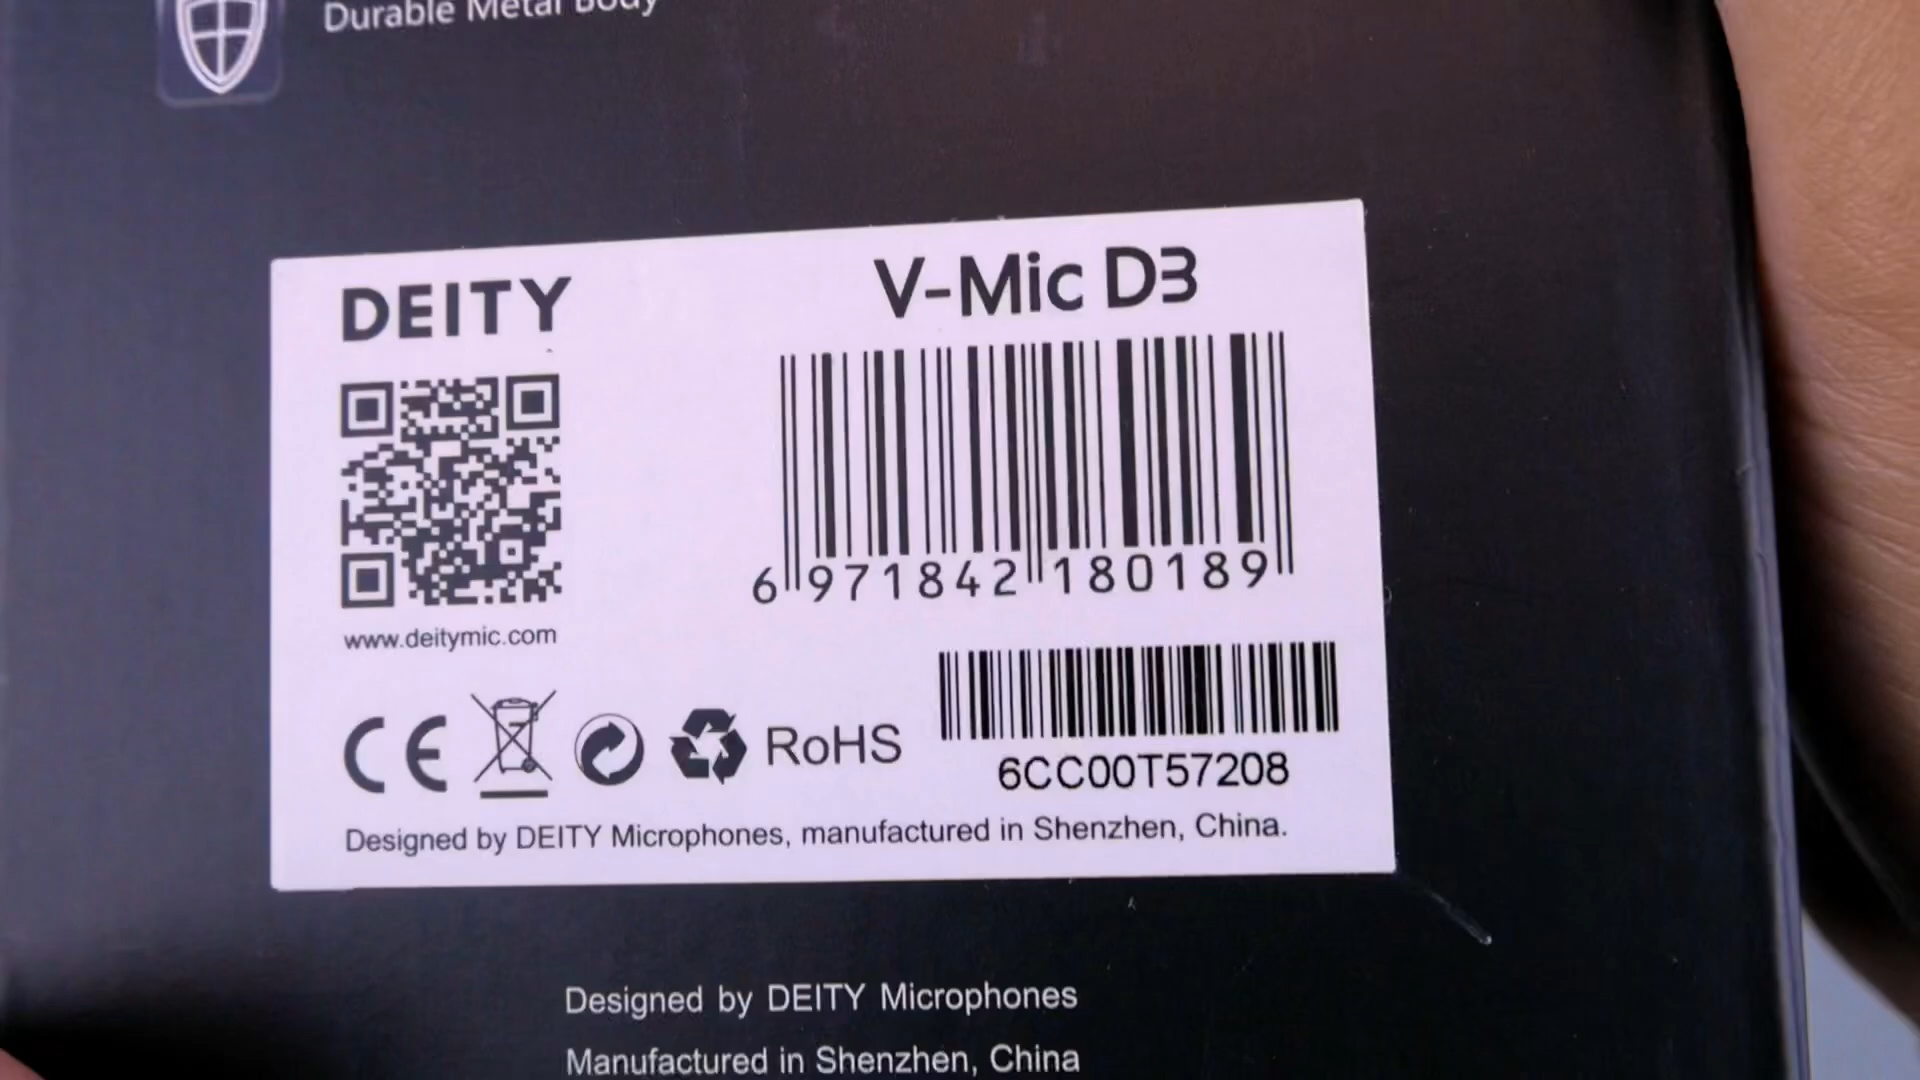 Durable Metal Body
DEITY
V-Mic D3
6 971842 180189
www.deitymic.com
CE
RoHS
6CC00T57208
Designed by DEITY Microphones, manufactured in Shenzhen, China.
Designed by DEITY Microphones
Manufactured in Shenzhen, China